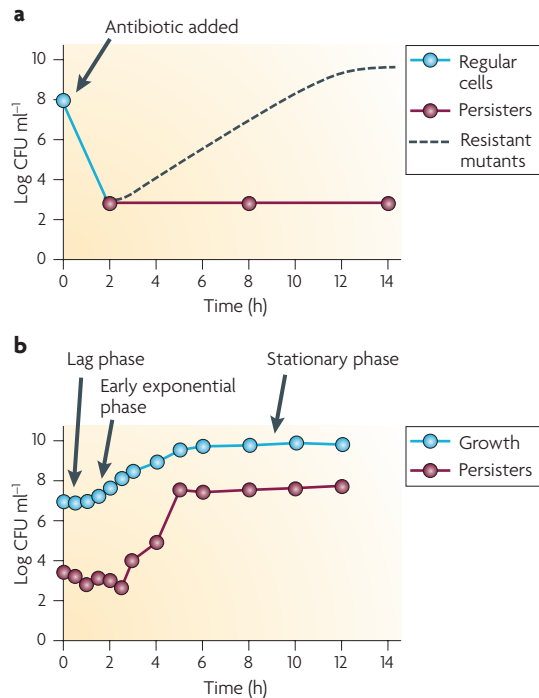 a
Antibiotic added
10
8
6
4
2
0
Log CFU ml⁻¹
0 2 4 6 8 10 12 14
Time (h)
Regular
cells
Persisters
Resistant
mutants
b
Lag phase
Early exponential
phase
Stationary phase
10
8
6
4
2
0
Log CFU ml⁻¹
0 2 4 6 8 10 12 14
Time (h)
Growth
Persisters